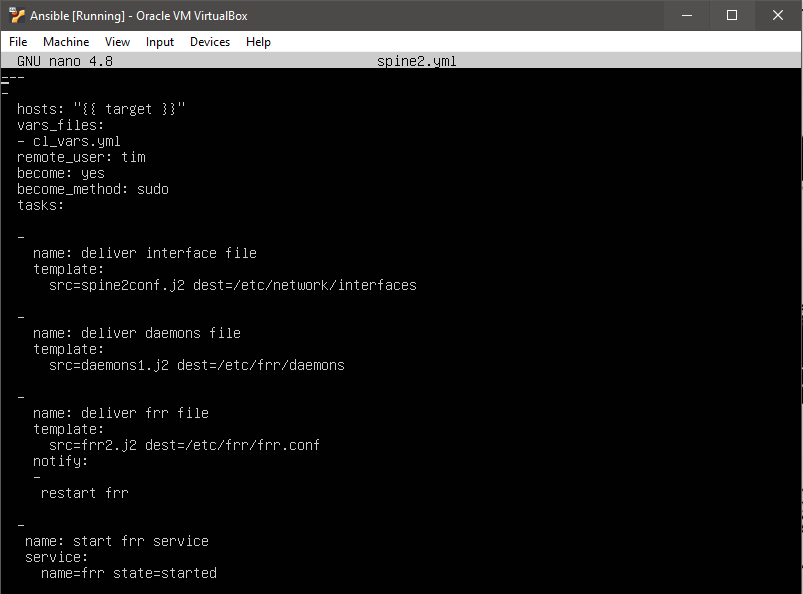 Ansible [Running] - Oracle VM VirtualBox
File Machine View Input Devices Help
GNU nano 4.8 spine2.yml
---
-
  hosts: "{{ target }}"
  vars_files:
  - cl_vars.yml
  remote_user: tim
  become: yes
  become_method: sudo
  tasks:

  -
    name: deliver interface file
    template:
      src=spine2conf.j2 dest=/etc/network/interfaces

  -
    name: deliver daemons file
    template:
      src=daemons1.j2 dest=/etc/frr/daemons

  -
    name: deliver frr file
    template:
      src=frr2.j2 dest=/etc/frr/frr.conf
    notify:
    -
     restart frr

  -
   name: start frr service
   service:
     name=frr state=started